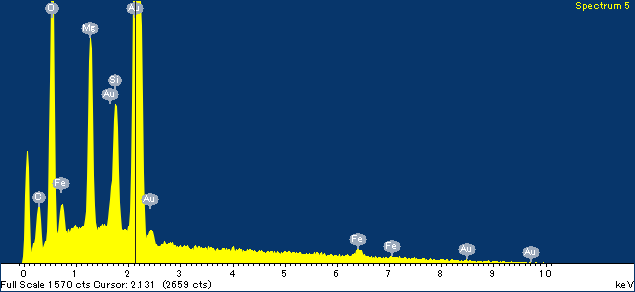 Spectrum 5
O Au
Mg
Si
Au
Fe
O Au
Fe Fe Au Au
0 1 2 3 4 5 6 7 8 9 10
Full Scale 1570 cts Cursor: 2.131 (2659 cts) keV